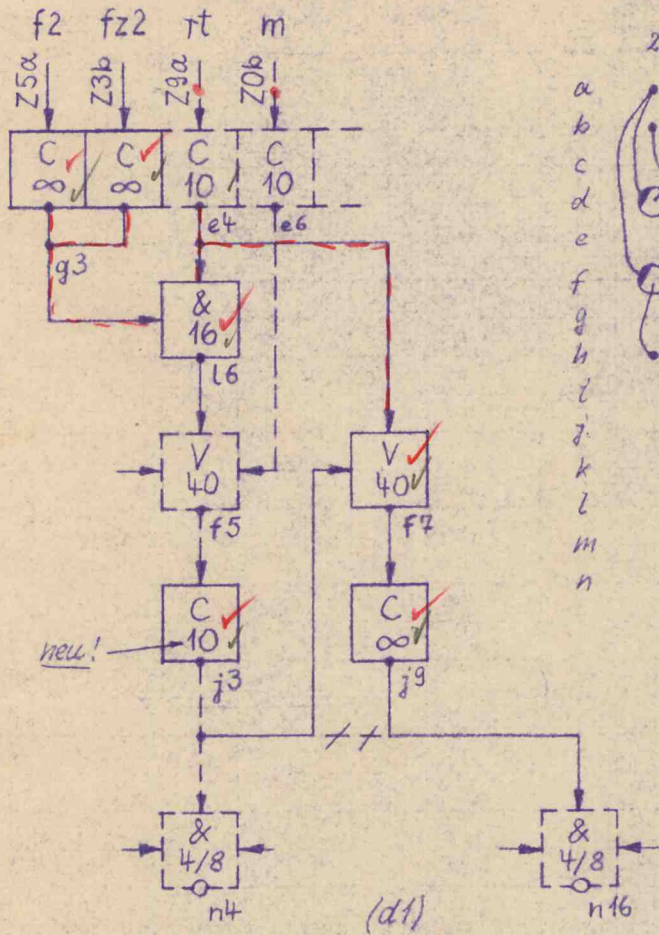 f2 fz2 rt m
Z5a Z3b Z9a Z0b
C C C C
∞ ∞ 10 10
g3 e4 e6
&
16
l6
V V
40 40
f5 f7
C C
10 ∞
neu!
j3 j9
& &
4/8 4/8
n4 (d1) n16
2
a
b
c
d
e
f
g
h
i
j
k
l
m
n